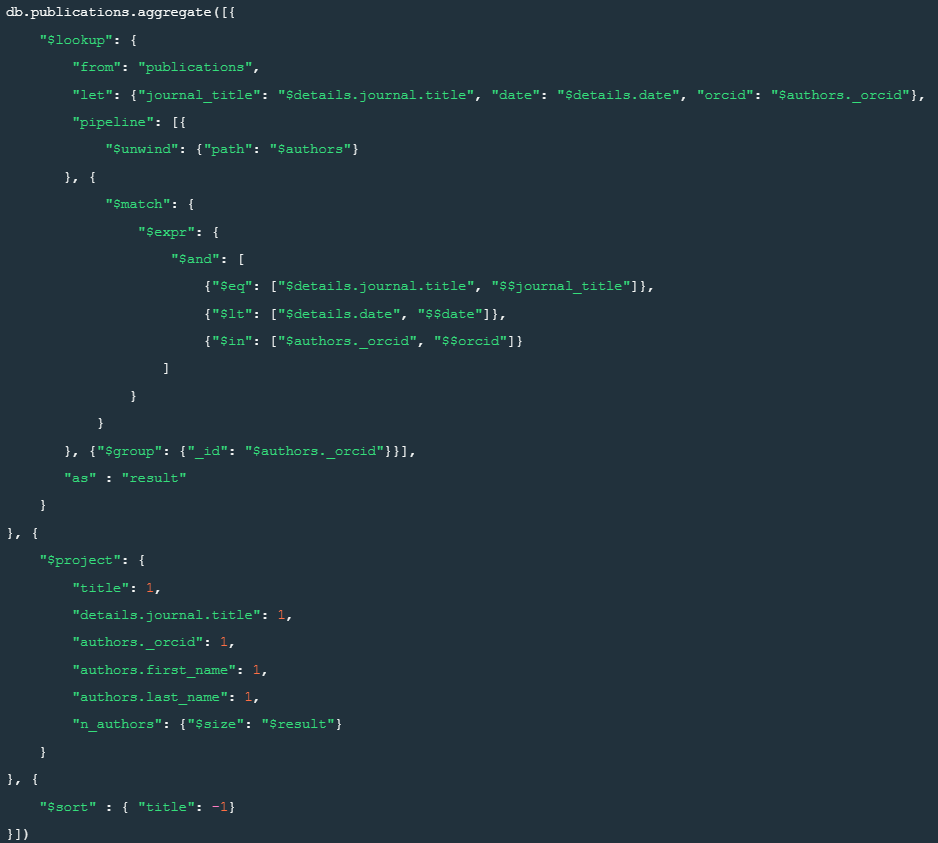 db.publications.aggregate([{
    "$lookup": {
        "from": "publications",
        "let": {"journal_title": "$details.journal.title", "date": "$details.date", "orcid": "$authors._orcid"},
        "pipeline": [{
            "$unwind": {"path": "$authors"}
       }, {
            "$match": {
                "$expr": {
                    "$and": [
                        {"$eq": ["$details.journal.title", "$$journal_title"]},
                        {"$lt": ["$details.date", "$$date"]},
                        {"$in": ["$authors._orcid", "$$orcid"]}
                   ]
               }
           }
       }, {"$group": {"_id": "$authors._orcid"}}],
       "as" : "result"
    }
}, {
    "$project": {
        "title": 1,
        "details.journal.title": 1,
        "authors._orcid": 1,
        "authors.first_name": 1,
        "authors.last_name": 1,
        "n_authors": {"$size": "$result"}
    }
}, {
    "$sort" : { "title": -1}
}])